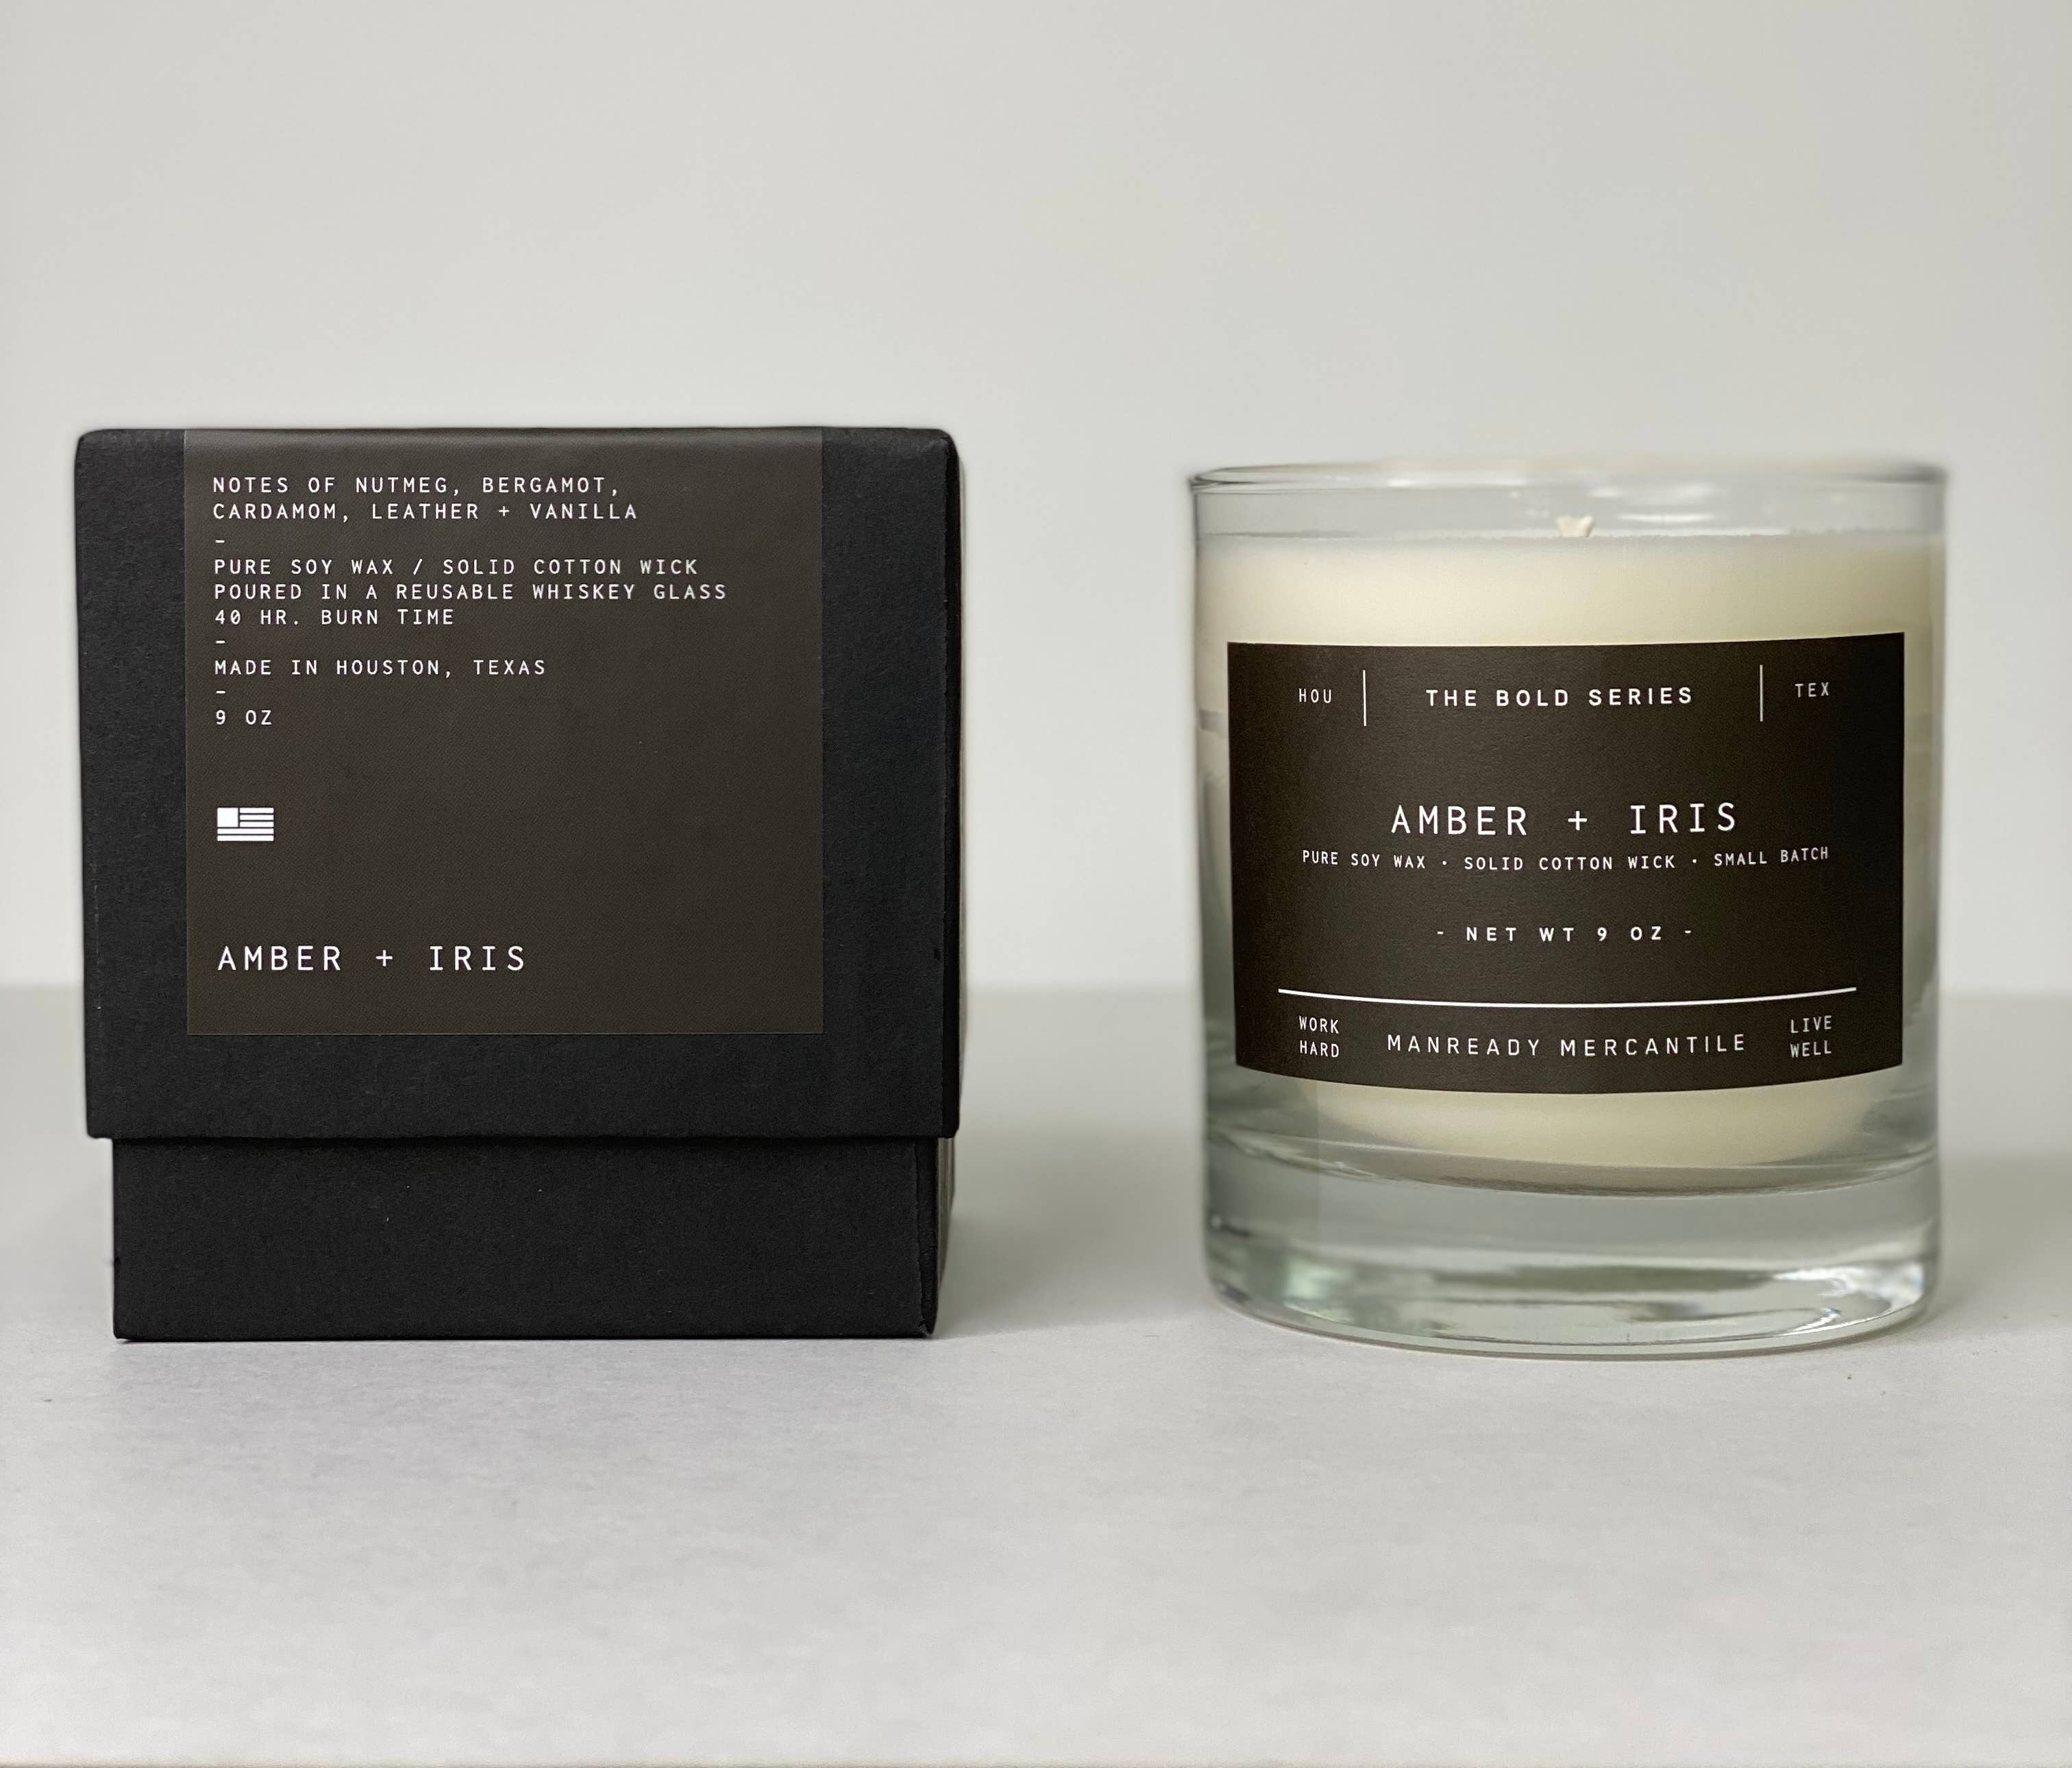 NOTES OF NUTMEG, BERGAMOT,
CARDAMOM, LEATHER + VANILLA
-
PURE SOY WAX / SOLID COTTON WICK
POURED IN A REUSABLE WHISKEY GLASS
40 HR. BURN TIME
-
MADE IN HOUSTON, TEXAS
-
9 OZ
AMBER + IRIS
HOU | THE BOLD SERIES | TEX
AMBER + IRIS
PURE SOY WAX · SOLID COTTON WICK · SMALL BATCH
- NET WT 9 OZ -
WORK HARD
MANREADY MERCANTILE
LIVE WELL